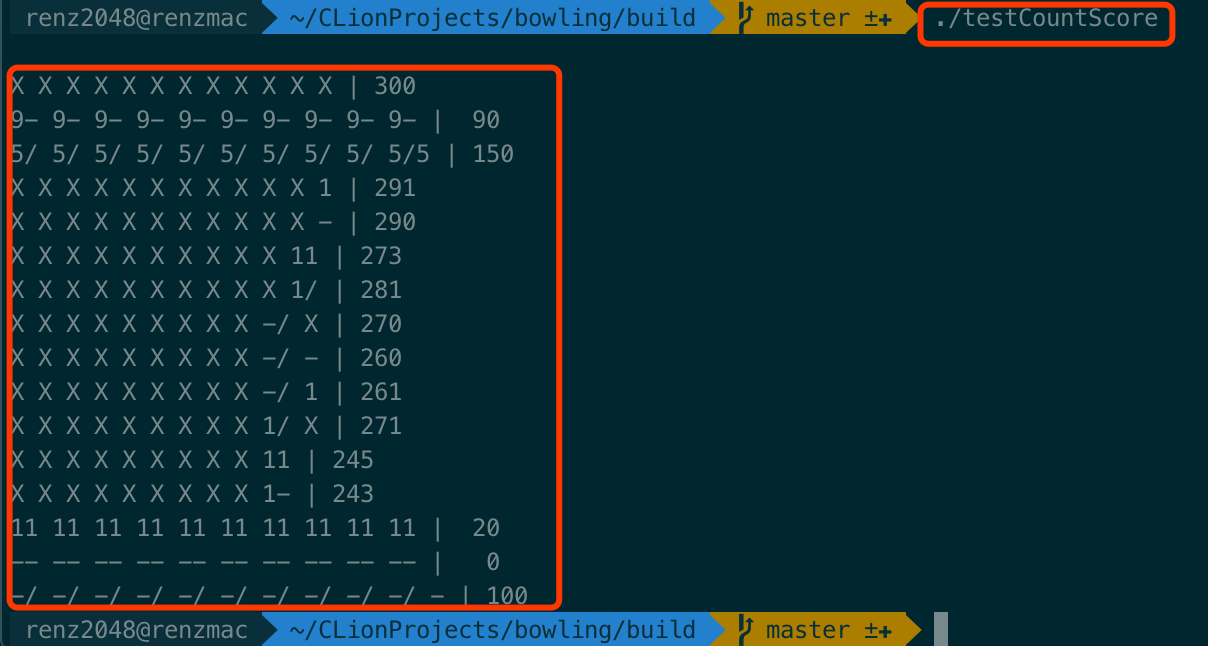 renz2048@renzmac ~/CLionProjects/bowling/build master ±✚ ./testCountScore
X X X X X X X X X X X X | 300
9- 9- 9- 9- 9- 9- 9- 9- 9- 9- |  90
5/ 5/ 5/ 5/ 5/ 5/ 5/ 5/ 5/ 5/5 | 150
X X X X X X X X X X X 1 | 291
X X X X X X X X X X X - | 290
X X X X X X X X X X 11 | 273
X X X X X X X X X X 1/ | 281
X X X X X X X X X -/ X | 270
X X X X X X X X X -/ - | 260
X X X X X X X X X -/ 1 | 261
X X X X X X X X X 1/ X | 271
X X X X X X X X X 11 | 245
X X X X X X X X X 1- | 243
11 11 11 11 11 11 11 11 11 11 |  20
-- -- -- -- -- -- -- -- -- -- |   0
-/ -/ -/ -/ -/ -/ -/ -/ -/ -/ - | 100
renz2048@renzmac ~/CLionProjects/bowling/build master ±✚